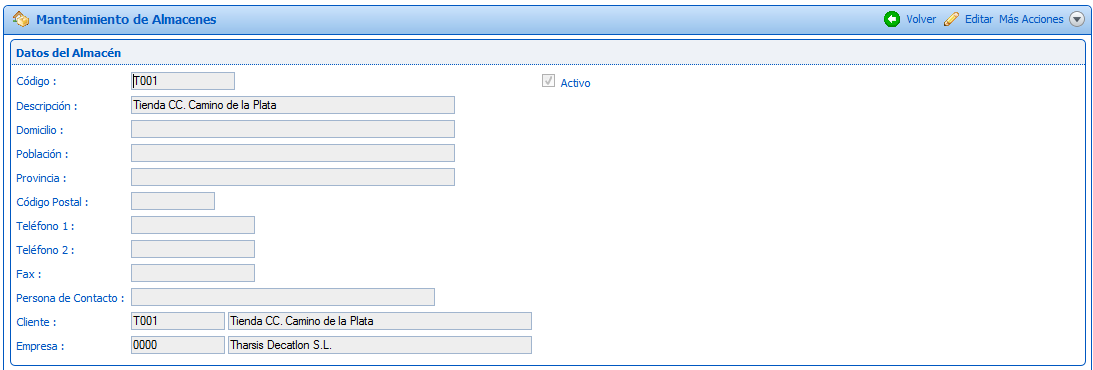 Mantenimiento de Almacenes Volver Editar Más Acciones
Datos del Almacén
Código : T001 Activo
Descripción : Tienda CC. Camino de la Plata
Domicilio :
Población :
Provincia :
Código Postal :
Teléfono 1 :
Teléfono 2 :
Fax :
Persona de Contacto :
Cliente : T001 Tienda CC. Camino de la Plata
Empresa : 0000 Tharsis Decatlon S.L.